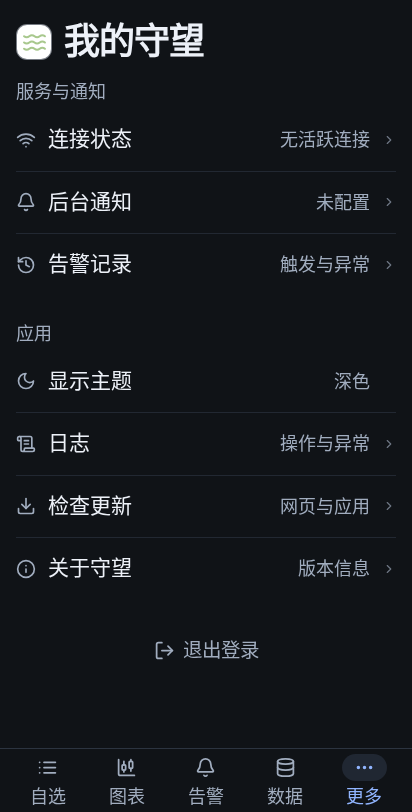 我的守望
服务与通知
连接状态 无活跃连接
后台通知 未配置
告警记录 触发与异常
应用
显示主题 深色
日志 操作与异常
检查更新 网页与应用
关于守望 版本信息
退出登录
自选 图表 告警 数据 更多